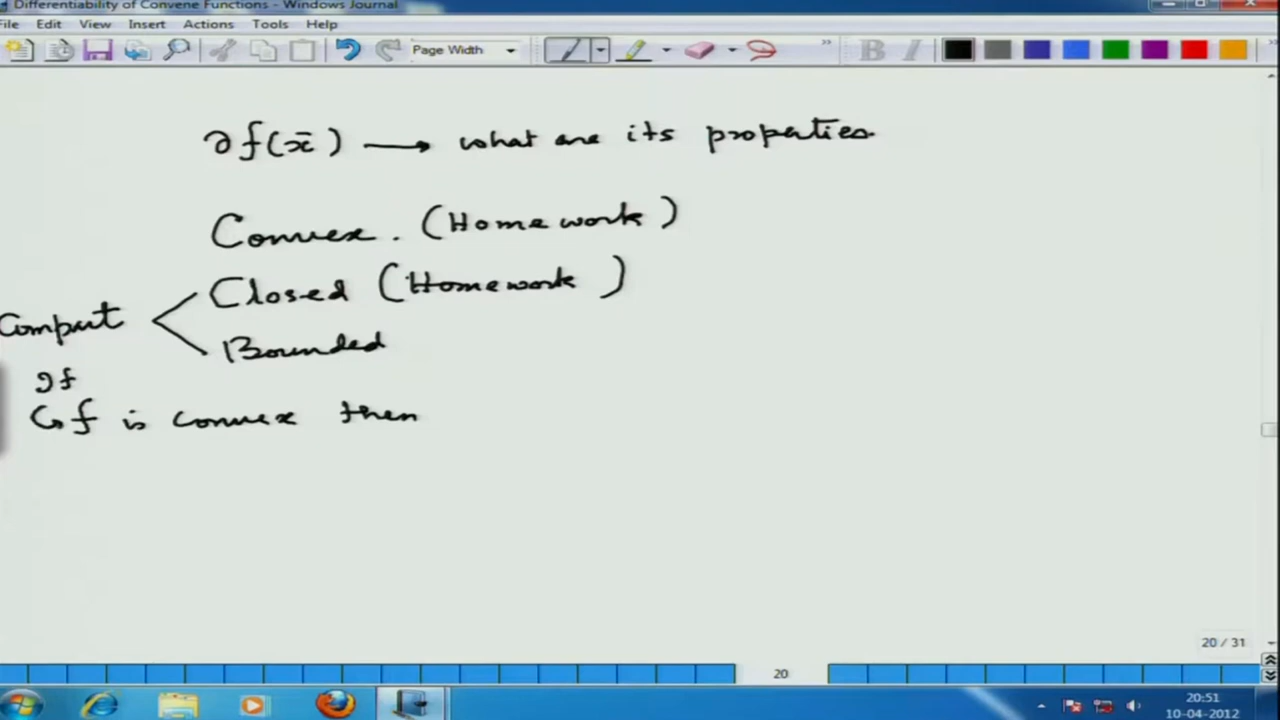 Differentiability of Convene Functions - Windows Journal
File Edit View Insert Actions Tools Help
Page Width
B I
∂f(x̄) → what are its properties
Convex. (Homework)
Closed (Homework)
Compact
Bounded
If
f is convex then
20 / 31
20
20:51
10-04-2012